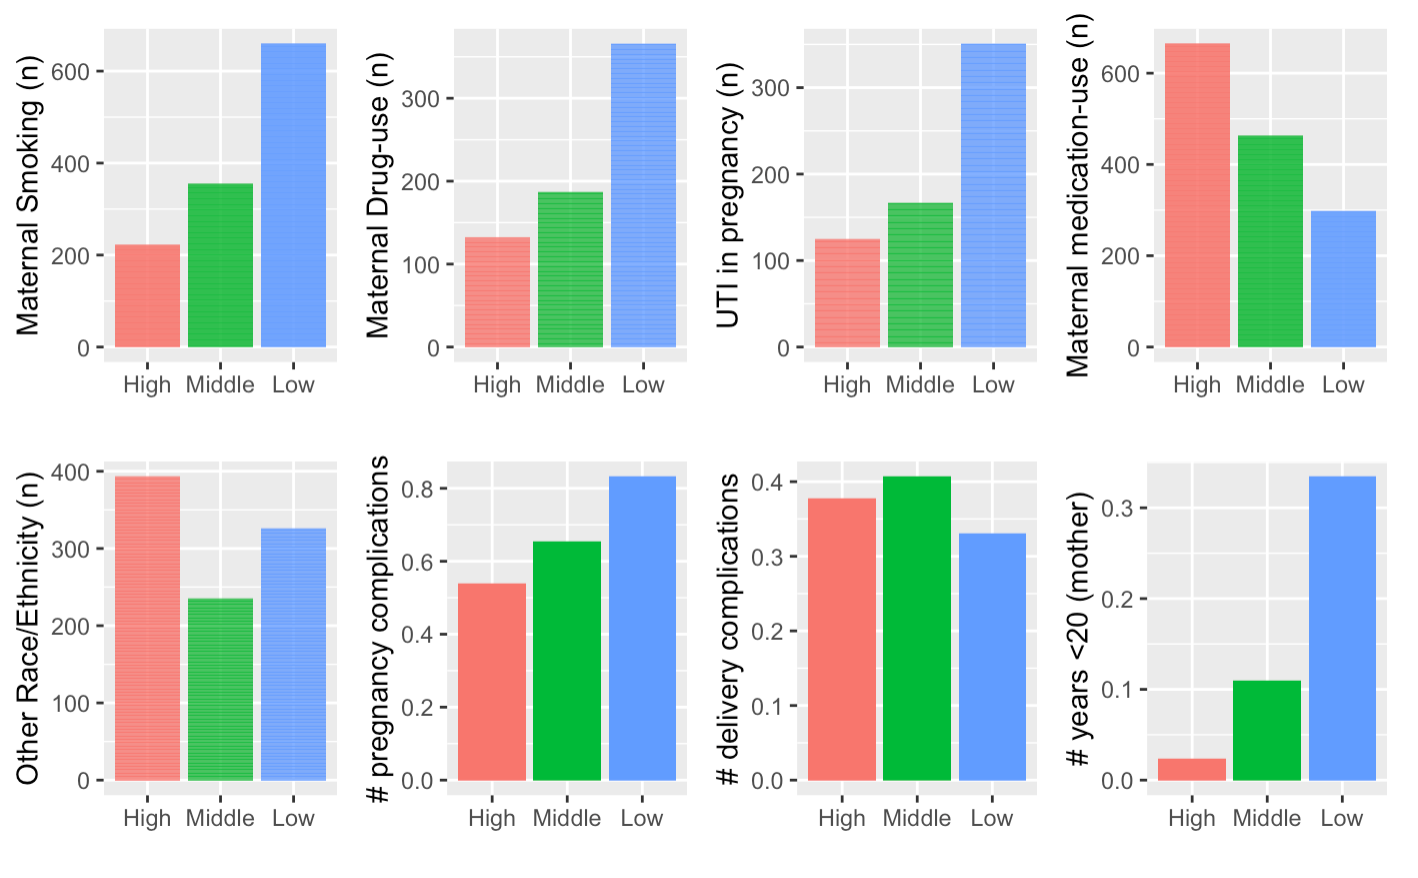 Maternal Smoking (n)
600
400
200
0
High Middle Low
Maternal Drug-use (n)
300
200
100
0
High Middle Low
UTI in pregnancy (n)
300
200
100
0
High Middle Low
Maternal medication-use (n)
600
400
200
0
High Middle Low
Other Race/Ethnicity (n)
400
300
200
100
0
High Middle Low
# pregnancy complications
0.8
0.6
0.4
0.2
0.0
High Middle Low
# delivery complications
0.4
0.3
0.2
0.1
0.0
High Middle Low
# years <20 (mother)
0.3
0.2
0.1
0.0
High Middle Low